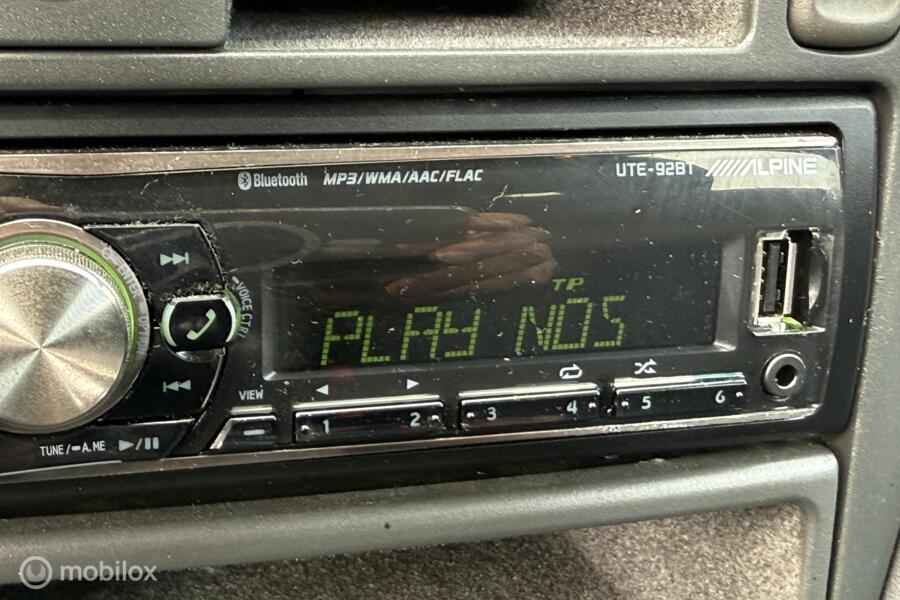 Bluetooth MP3/WMA/AAC/FLAC UTE-92BT ALPINE
ENTER
VOICE CTRL
TP
PLAY NOS
VIEW
1 2 3 4 5 6
TUNE/A.ME
mobilox